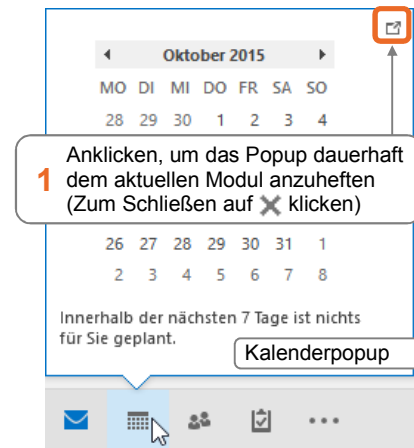 Oktober 2015
MO DI MI DO FR SA SO
28 29 30 1 2 3 4
1 Anklicken, um das Popup dauerhaft
dem aktuellen Modul anzuheften
(Zum Schließen auf klicken)
26 27 28 29 30 31 1
2 3 4 5 6 7 8
Innerhalb der nächsten 7 Tage ist nichts
für Sie geplant.
Kalenderpopup